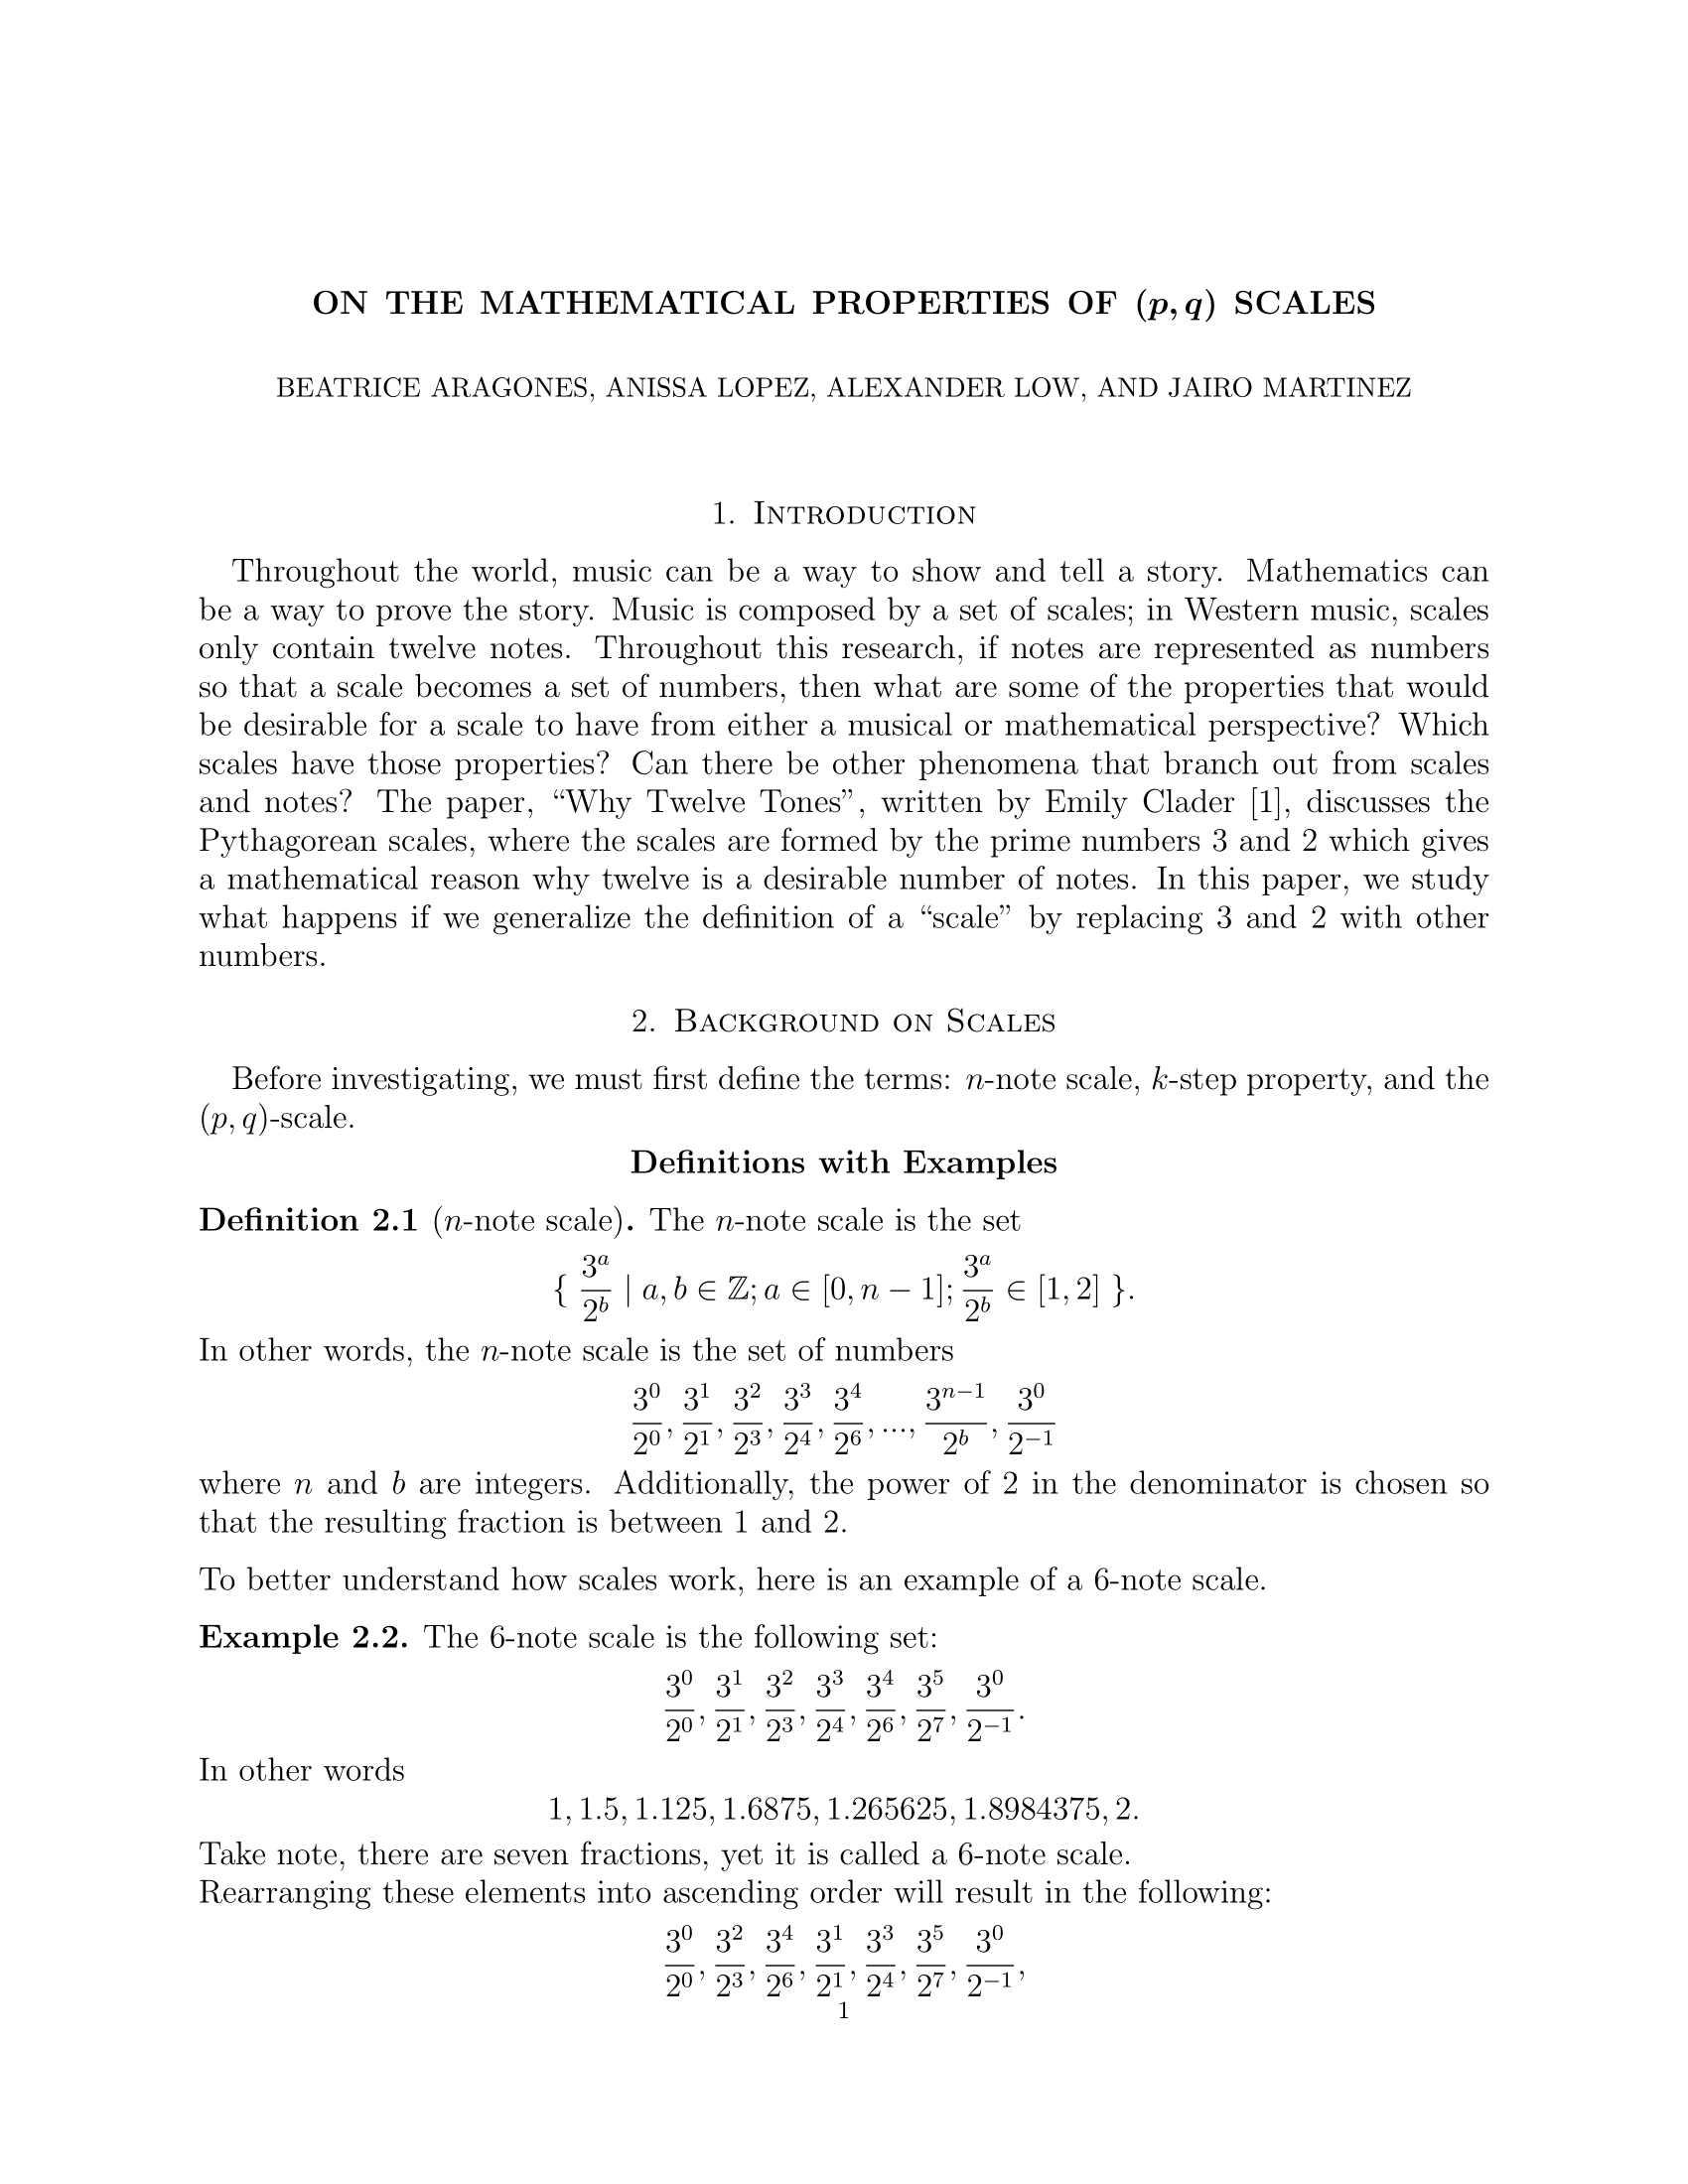 ON THE MATHEMATICAL PROPERTIES OF (p, q) SCALES
BEATRICE ARAGONES, ANISSA LOPEZ, ALEXANDER LOW, AND JAIRO MARTINEZ
1. Introduction
Throughout the world, music can be a way to show and tell a story. Mathematics can
be a way to prove the story. Music is composed by a set of scales; in Western music, scales
only contain twelve notes. Throughout this research, if notes are represented as numbers
so that a scale becomes a set of numbers, then what are some of the properties that would
be desirable for a scale to have from either a musical or mathematical perspective? Which
scales have those properties? Can there be other phenomena that branch out from scales
and notes? The paper, “Why Twelve Tones”, written by Emily Clader [1], discusses the
Pythagorean scales, where the scales are formed by the prime numbers 3 and 2 which gives
a mathematical reason why twelve is a desirable number of notes. In this paper, we study
what happens if we generalize the definition of a “scale” by replacing 3 and 2 with other
numbers.
2. Background on Scales
Before investigating, we must first define the terms: n-note scale, k-step property, and the
(p, q)-scale.
Definitions with Examples
Definition 2.1 (n-note scale). The n-note scale is the set
{ \frac{3^a}{2^b} | a, b ∈ ℤ; a ∈ [0, n − 1]; \frac{3^a}{2^b} ∈ [1, 2] }.
In other words, the n-note scale is the set of numbers
\frac{3^0}{2^0}, \frac{3^1}{2^1}, \frac{3^2}{2^3}, \frac{3^3}{2^4}, \frac{3^4}{2^6}, ..., \frac{3^{n−1}}{2^b}, \frac{3^0}{2^{−1}}
where n and b are integers. Additionally, the power of 2 in the denominator is chosen so
that the resulting fraction is between 1 and 2.
To better understand how scales work, here is an example of a 6-note scale.
Example 2.2. The 6-note scale is the following set:
\frac{3^0}{2^0}, \frac{3^1}{2^1}, \frac{3^2}{2^3}, \frac{3^3}{2^4}, \frac{3^4}{2^6}, \frac{3^5}{2^7}, \frac{3^0}{2^{−1}}.
In other words
1, 1.5, 1.125, 1.6875, 1.265625, 1.8984375, 2.
Take note, there are seven fractions, yet it is called a 6-note scale.
Rearranging these elements into ascending order will result in the following:
\frac{3^0}{2^0}, \frac{3^2}{2^3}, \frac{3^4}{2^6}, \frac{3^1}{2^1}, \frac{3^3}{2^4}, \frac{3^5}{2^7}, \frac{3^0}{2^{−1}},
1